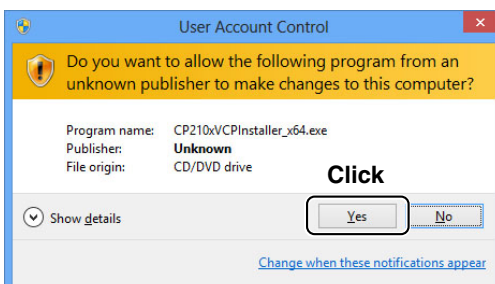 User Account Control
Do you want to allow the following program from an
unknown publisher to make changes to this computer?
Program name: CP210xVCPInstaller_x64.exe
Publisher: Unknown
File origin: CD/DVD drive
Click
Show details Yes No
Change when these notifications appear